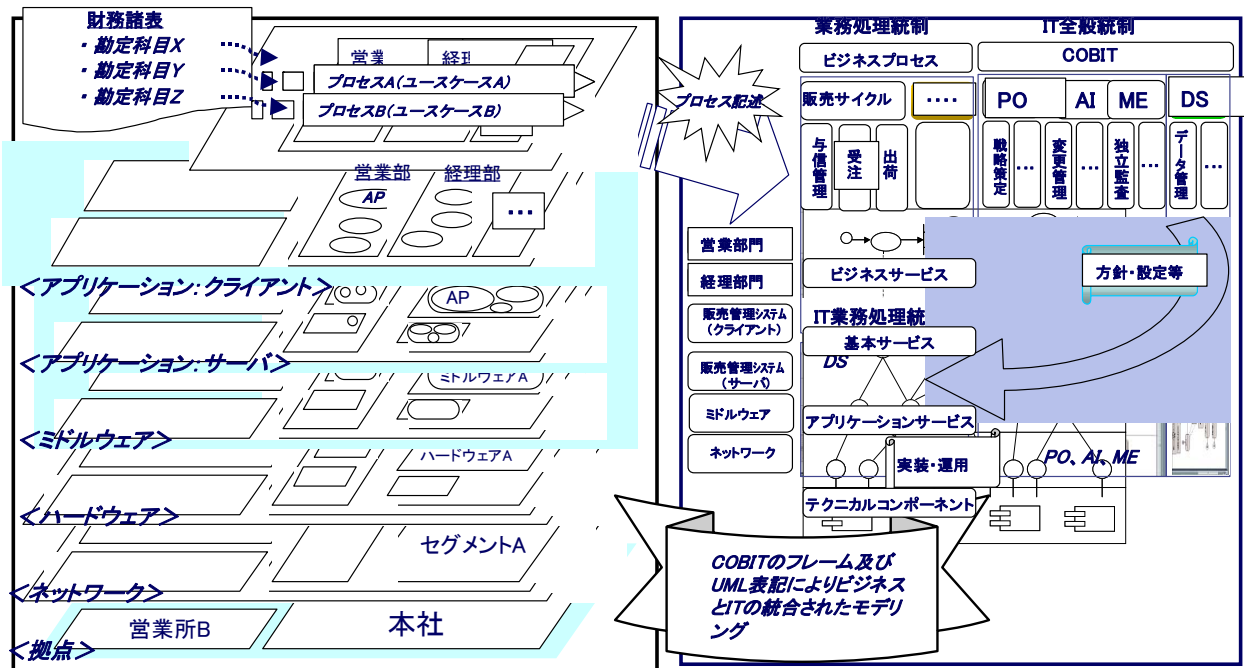 財務諸表
・ 勘定科目X
・ 勘定科目Y
・ 勘定科目Z
営業
経理
プロセスA(ユースケースA)
プロセスB(ユースケースB)
営業部
経理部
AP
…
<アプリケーション:クライアント>
AP
<アプリケーション:サーバ>
ミドルウェアA
<ミドルウェア>
ハードウェアA
<ハードウェア>
セグメントA
<ネットワーク>
営業所B
本社
<拠点>
プロセス記述
業務処理統制
IT全般統制
ビジネスプロセス
COBIT
販売サイクル
‥‥
PO
AI
ME
DS
与信管理
受注
出荷
戦略策定
…
変更管理
…
独立監査
…
データ管理
…
営業部門
経理部門
販売管理システム
(クライアント)
販売管理システム
(サーバ)
ミドルウェア
ネットワーク
ビジネスサービス
方針・設定等
IT業務処理統
基本サービス
DS
アプリケーションサービス
実装・運用
PO、AI、ME
テクニカルコンポーネント
COBITのフレーム及び
UML表記によりビジネス
とITの統合されたモデリ
ング